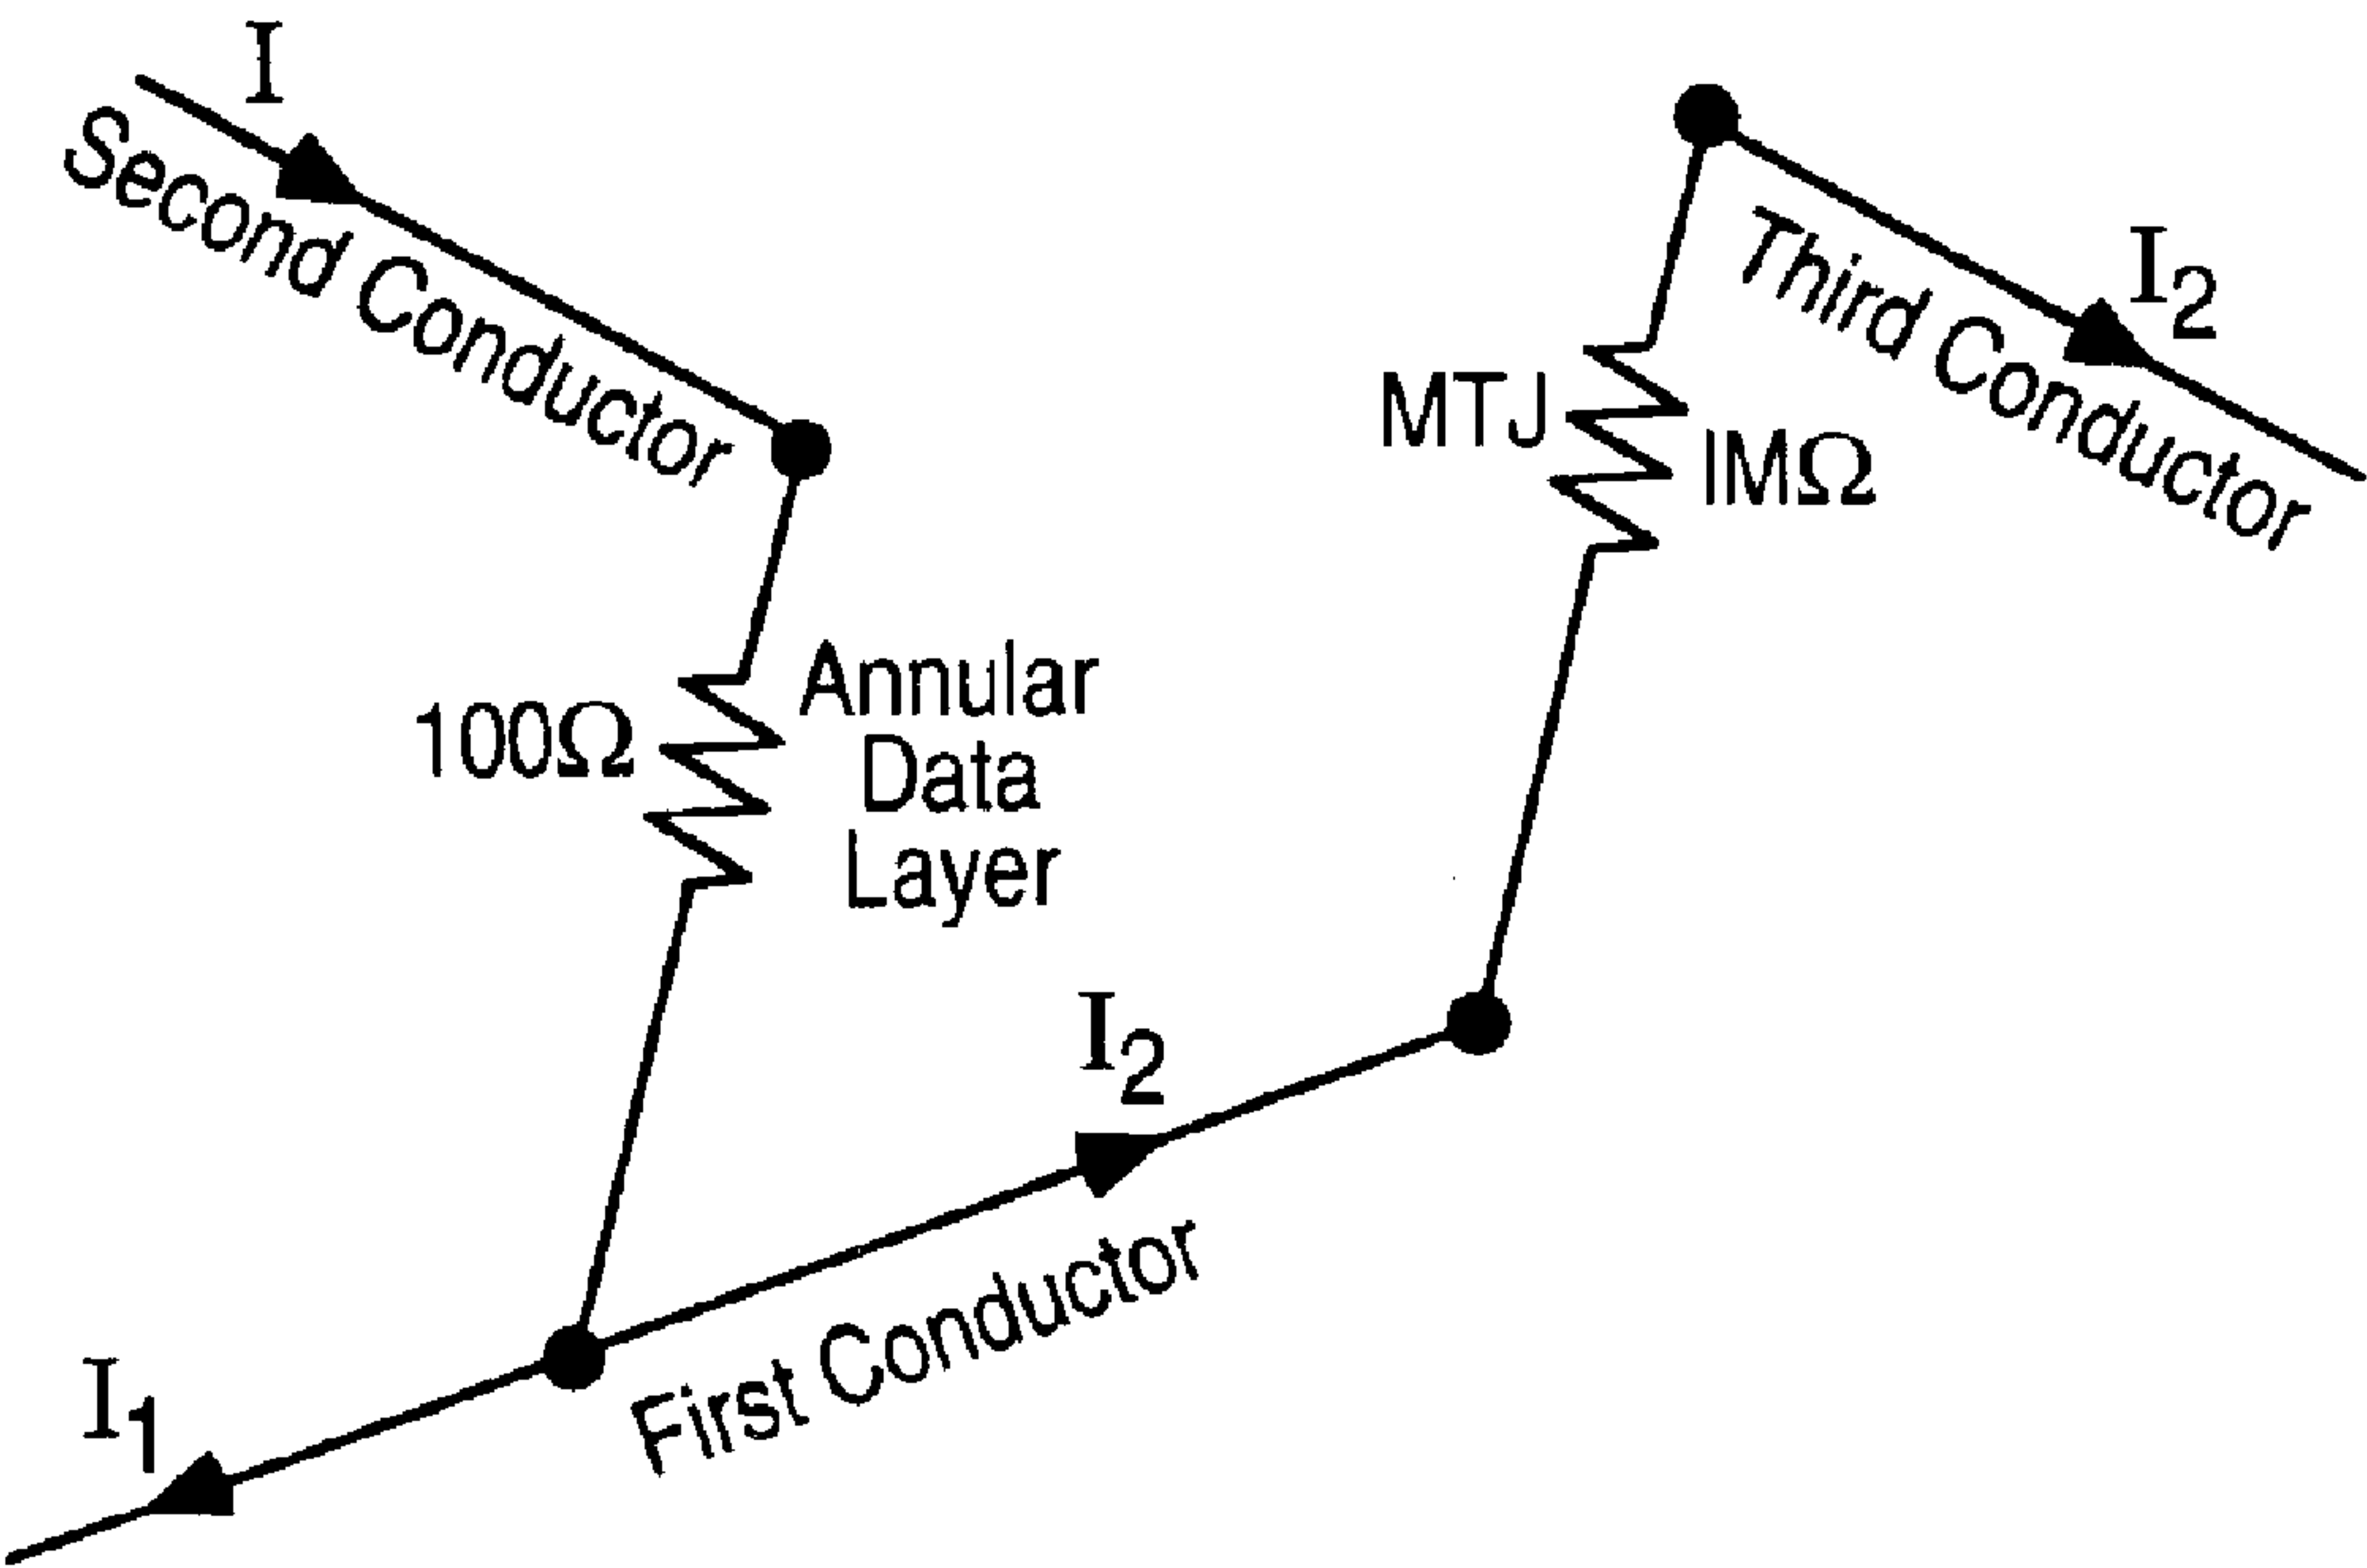 I
Second Conductor
I2
Third Conductor
MTJ
IMΩ
100Ω
Annular
Data
Layer
I2
First Conductor
I1